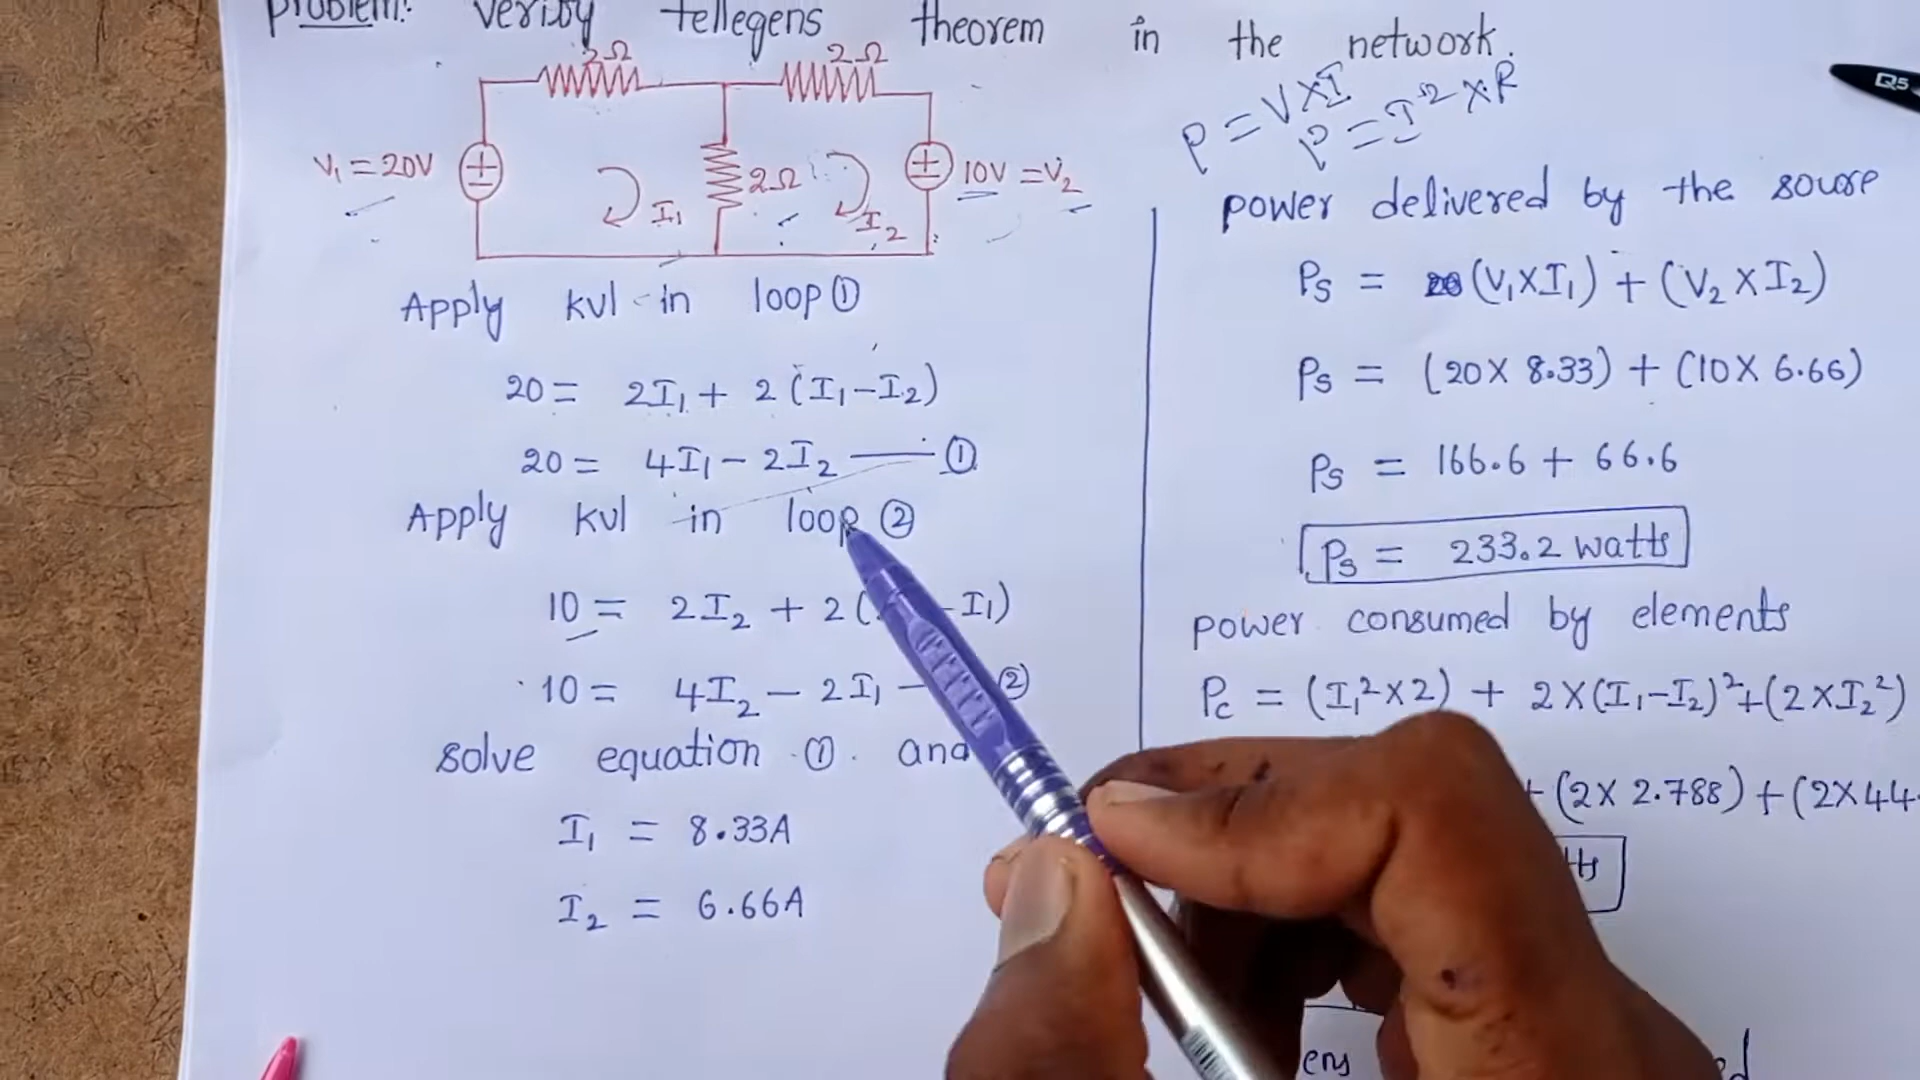 Problem: Verify tellegens theorem in the network.
2Ω 2Ω
V₁ = 20V 2Ω 10V = V₂
I₁ I₂
Apply kvl in loop ①
20 = 2I₁ + 2(I₁-I₂)
20 = 4I₁ - 2I₂ — ①
Apply kvl in loop ②
10 = 2I₂ + 2( -I₁)
10 = 4I₂ - 2I₁ - ②
solve equation ① and
I₁ = 8.33A
I₂ = 6.66A
P = V×I
P = I² × R
power delivered by the sourse
Ps = (V₁×I₁) + (V₂×I₂)
Ps = (20×8.33) + (10×6.66)
Ps = 166.6 + 66.6
Ps = 233.2 watts
power consumed by elements
Pc = (I₁²×2) + 2×(I₁-I₂)²+(2×I₂²)
+ (2×2.788)+(2×44.
Q5